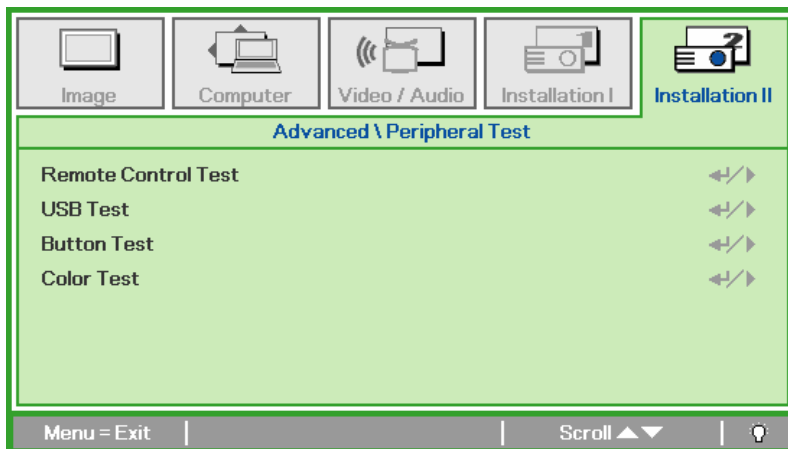 Image Computer Video / Audio Installation I Installation II
Advanced \ Peripheral Test
Remote Control Test
USB Test
Button Test
Color Test
Menu = Exit Scroll